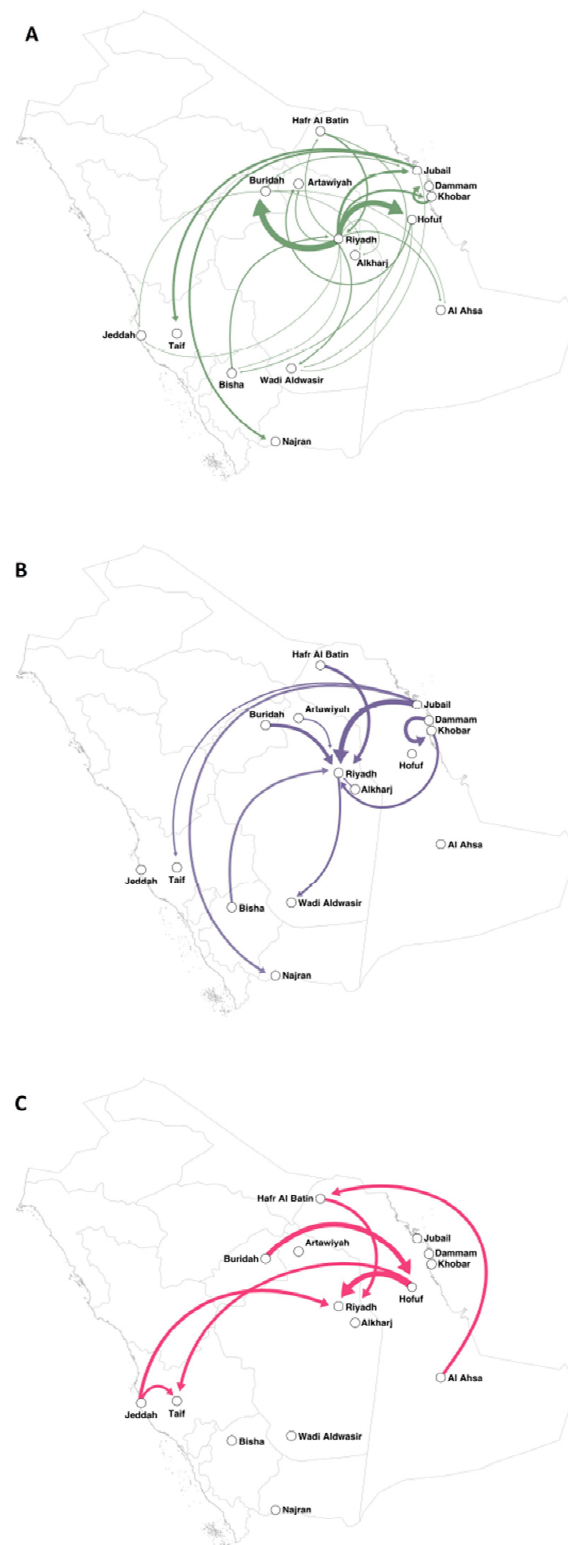 A
Hafr Al Batin
Jubail
Buridah
Artawiyah
Dammam
Khobar
Hofuf
Riyadh
Alkharj
Al Ahsa
Jeddah
Taif
Bisha
Wadi Aldwasir
Najran
B
Hafr Al Batin
Jubail
Buridah
Artawiyah
Dammam
Khobar
Hofuf
Riyadh
Alkharj
Al Ahsa
Jeddah
Taif
Bisha
Wadi Aldwasir
Najran
C
Hafr Al Batin
Jubail
Artawiyah
Buridah
Dammam
Khobar
Hofuf
Riyadh
Alkharj
Al Ahsa
Jeddah
Taif
Bisha
Wadi Aldwasir
Najran